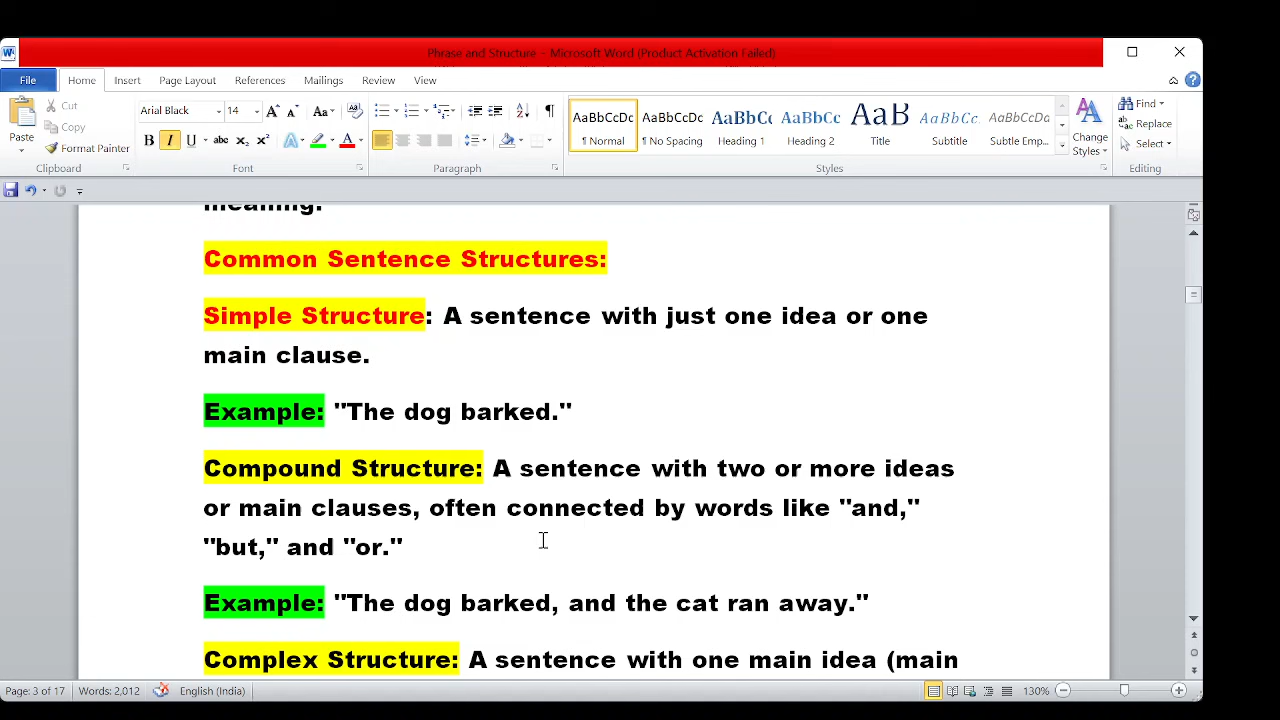 Phrase and Structure - Microsoft Word (Product Activation Failed)
File Home Insert Page Layout References Mailings Review View
Paste
Cut
Copy
Format Painter
Clipboard
Arial Black 14
Font
Paragraph
AaBbCcDc AaBbCcDc AaBbCc AaBbCc AaB AaBbCc. AaBbCcDa
¶ Normal ¶ No Spacing Heading 1 Heading 2 Title Subtitle Subtle Emp...
Change Styles
Styles
Find
Replace
Select
Editing
meaning.
Common Sentence Structures:
Simple Structure: A sentence with just one idea or one
main clause.
Example: "The dog barked."
Compound Structure: A sentence with two or more ideas
or main clauses, often connected by words like "and,"
"but," and "or."
Example: "The dog barked, and the cat ran away."
Complex Structure: A sentence with one main idea (main
Page: 3 of 17 Words: 2,012 English (India) 130%